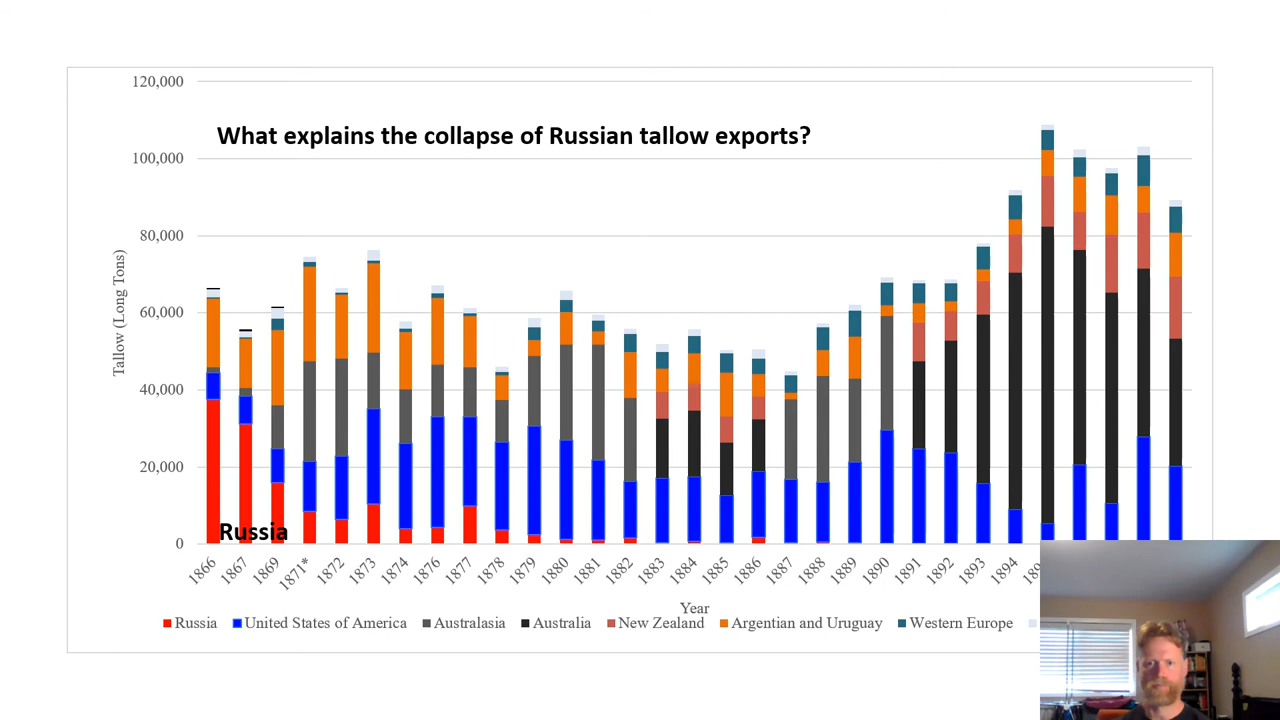 120,000
What explains the collapse of Russian tallow exports?
100,000
80,000
60,000
40,000
20,000
0
Tallow (Long Tons)
Russia
1866 1867 1869 1871* 1872 1873 1874 1876 1877 1878 1879 1880 1881 1882 1883 1884 1885 1886 1887 1888 1889 1890 1891 1892 1893 1894
Year
Russia United States of America Australasia Australia New Zealand Argentian and Uruguay Western Europe